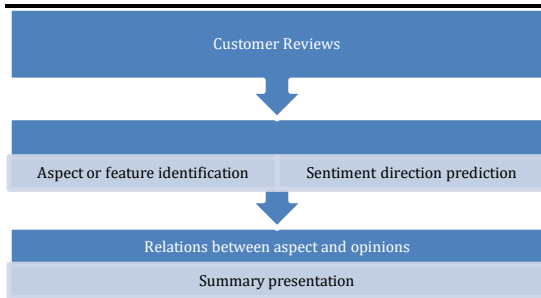 Customer Reviews
Aspect or feature identification
Sentiment direction prediction
Relations between aspect and opinions
Summary presentation